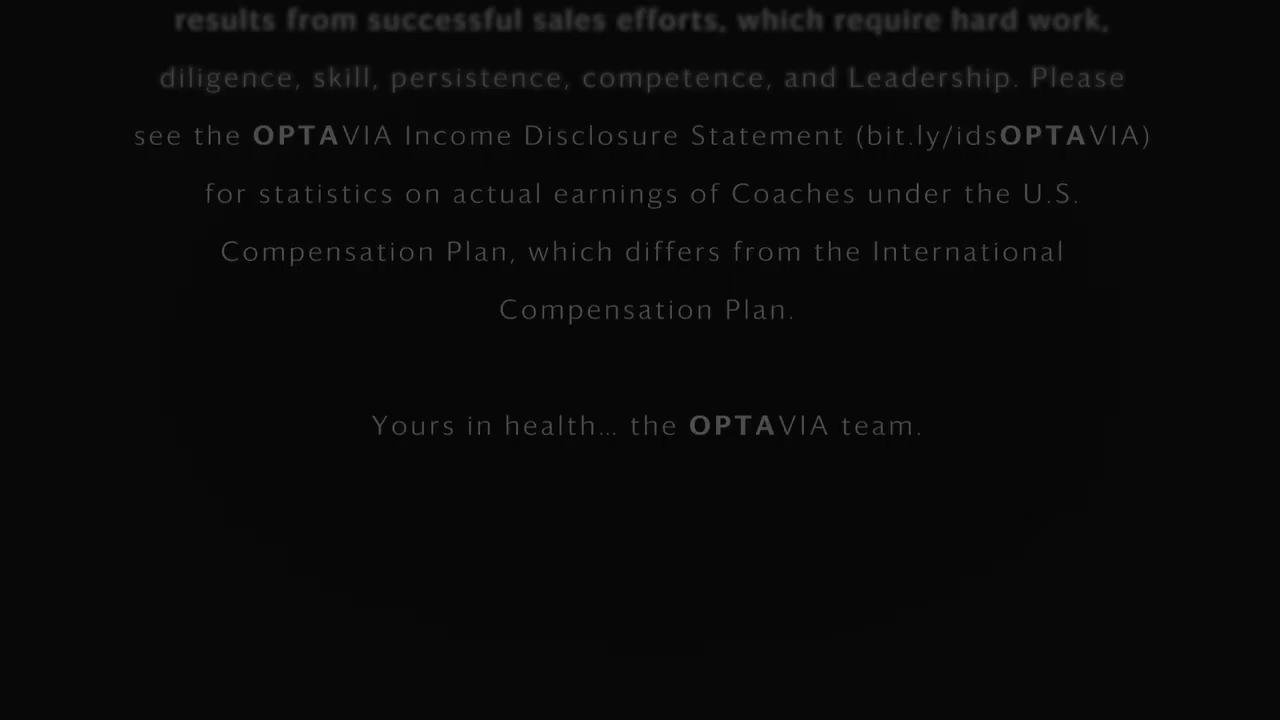 results from successful sales efforts, which require hard work,
diligence, skill, persistence, competence, and Leadership. Please
see the OPTAVIA Income Disclosure Statement (bit.ly/idsOPTAVIA)
for statistics on actual earnings of Coaches under the U.S.
Compensation Plan, which differs from the International
Compensation Plan.
Yours in health... the OPTAVIA team.